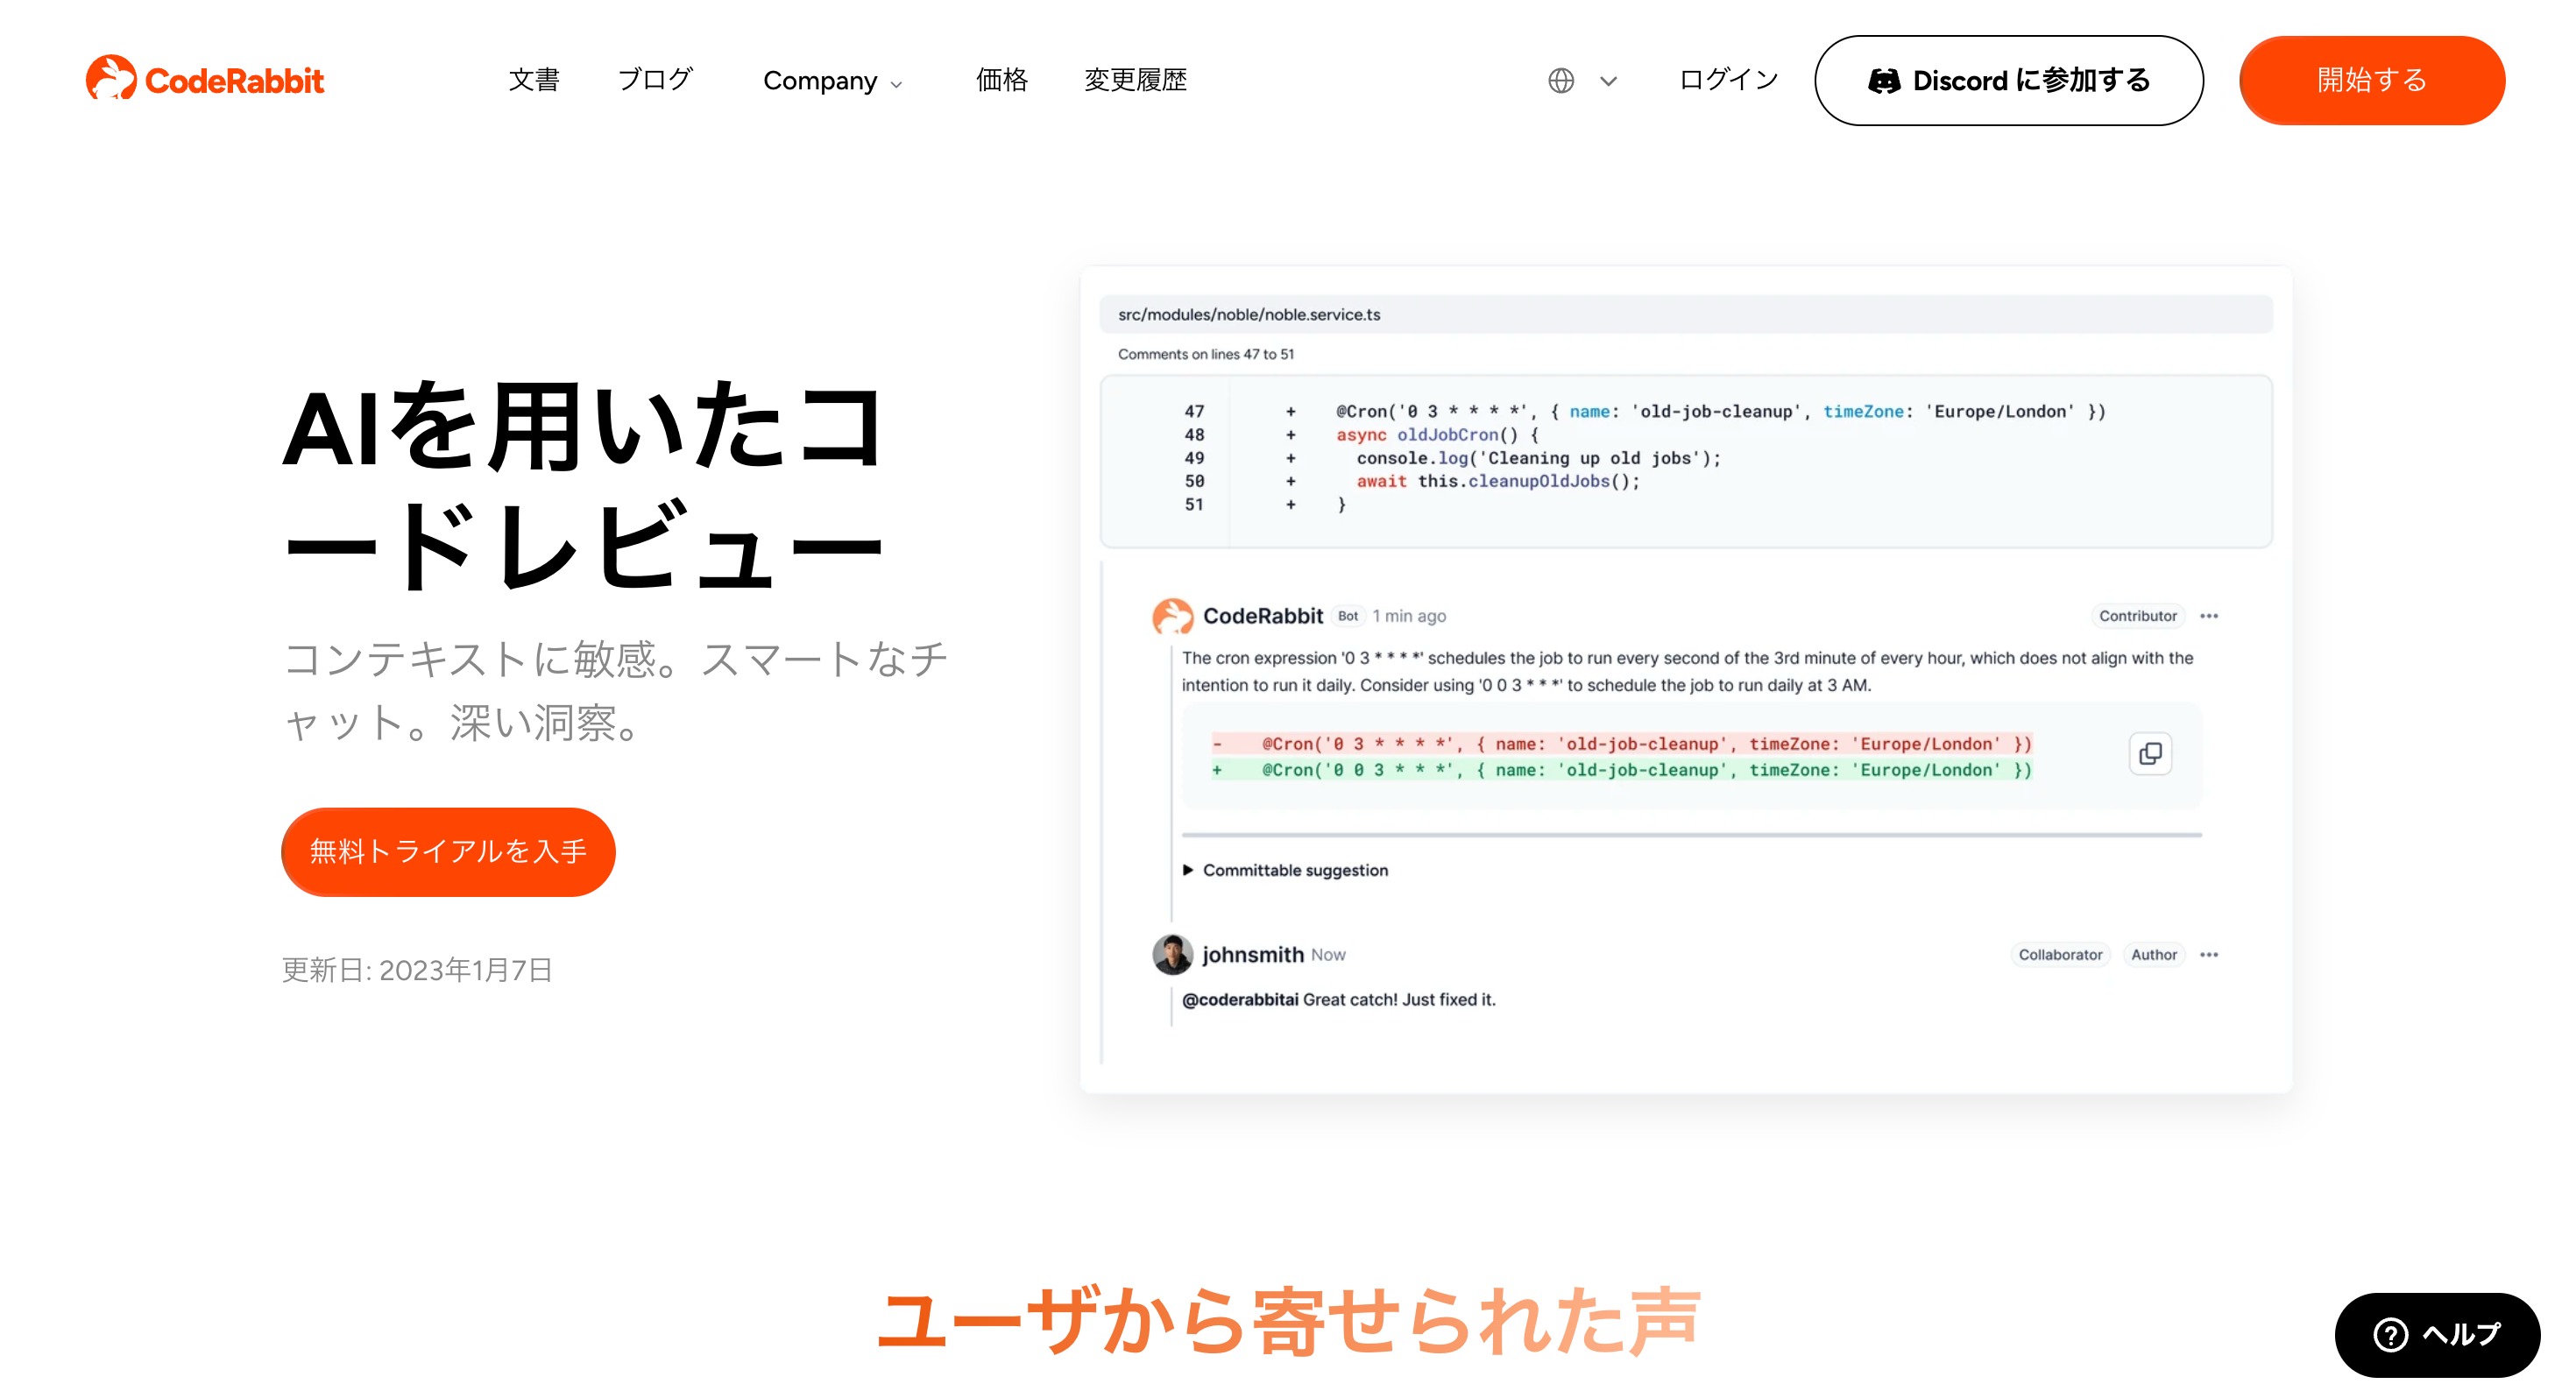 CodeRabbit
文書
ブログ
Company
価格
変更履歴
ログイン
Discord に参加する
開始する
AIを用いたコ
ードレビュー
コンテキストに敏感。スマートなチ
ャット。深い洞察。
無料トライアルを入手
更新日: 2023年1月7日
src/modules/noble/noble.service.ts
Comments on lines 47 to 51
47 + @Cron('0 3 * * * *', { name: 'old-job-cleanup', timeZone: 'Europe/London' })
48 + async oldJobCron() {
49 + console.log('Cleaning up old jobs');
50 + await this.cleanupOldJobs();
51 + }
CodeRabbit Bot 1 min ago Contributor
The cron expression '0 3 * * * *' schedules the job to run every second of the 3rd minute of every hour, which does not align with the
intention to run it daily. Consider using '0 0 3 * * *' to schedule the job to run daily at 3 AM.
- @Cron('0 3 * * * *', { name: 'old-job-cleanup', timeZone: 'Europe/London' })
+ @Cron('0 0 3 * * *', { name: 'old-job-cleanup', timeZone: 'Europe/London' })
Committable suggestion
johnsmith Now Collaborator Author
@coderabbitai Great catch! Just fixed it.
ユーザから寄せられた声
ヘルプ